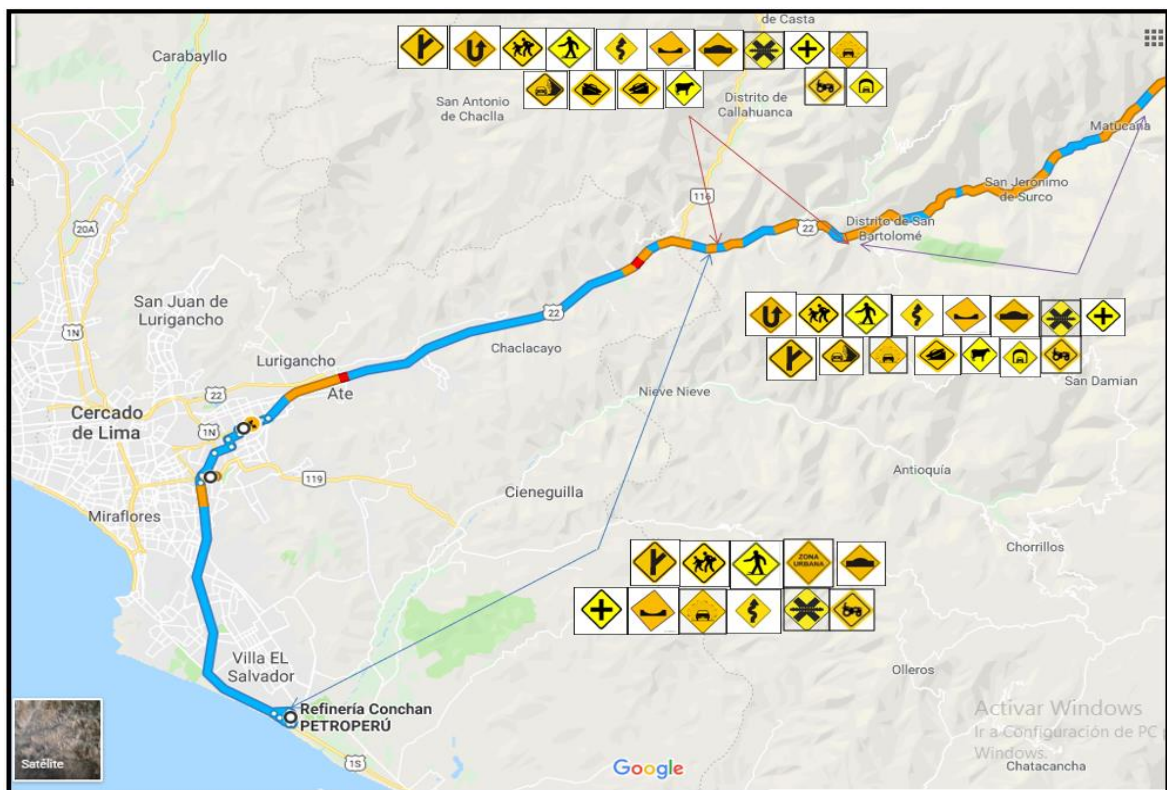 de Casta
Carabayllo
San Antonio
de Chaclla
Distrito de
Callahuanca
Matucana
116
20A
San Jerónimo
de Surco
22
Distrito de San
Bartolomé
San Juan de
Lurigancho
1N
22
Chaclacayo
Lurigancho
22
Ate
San Damian
Nieve Nieve
Cercado
de Lima
1N
Antioquía
119
Cieneguilla
Miraflores
Chorrillos
ZONA
URBANA
Villa EL
Salvador
Olleros
Refinería Conchan
PETROPERÚ
Activar Windows
Ir a Configuración de PC
Windows.
1S
Google
Satélite
Chatacancha